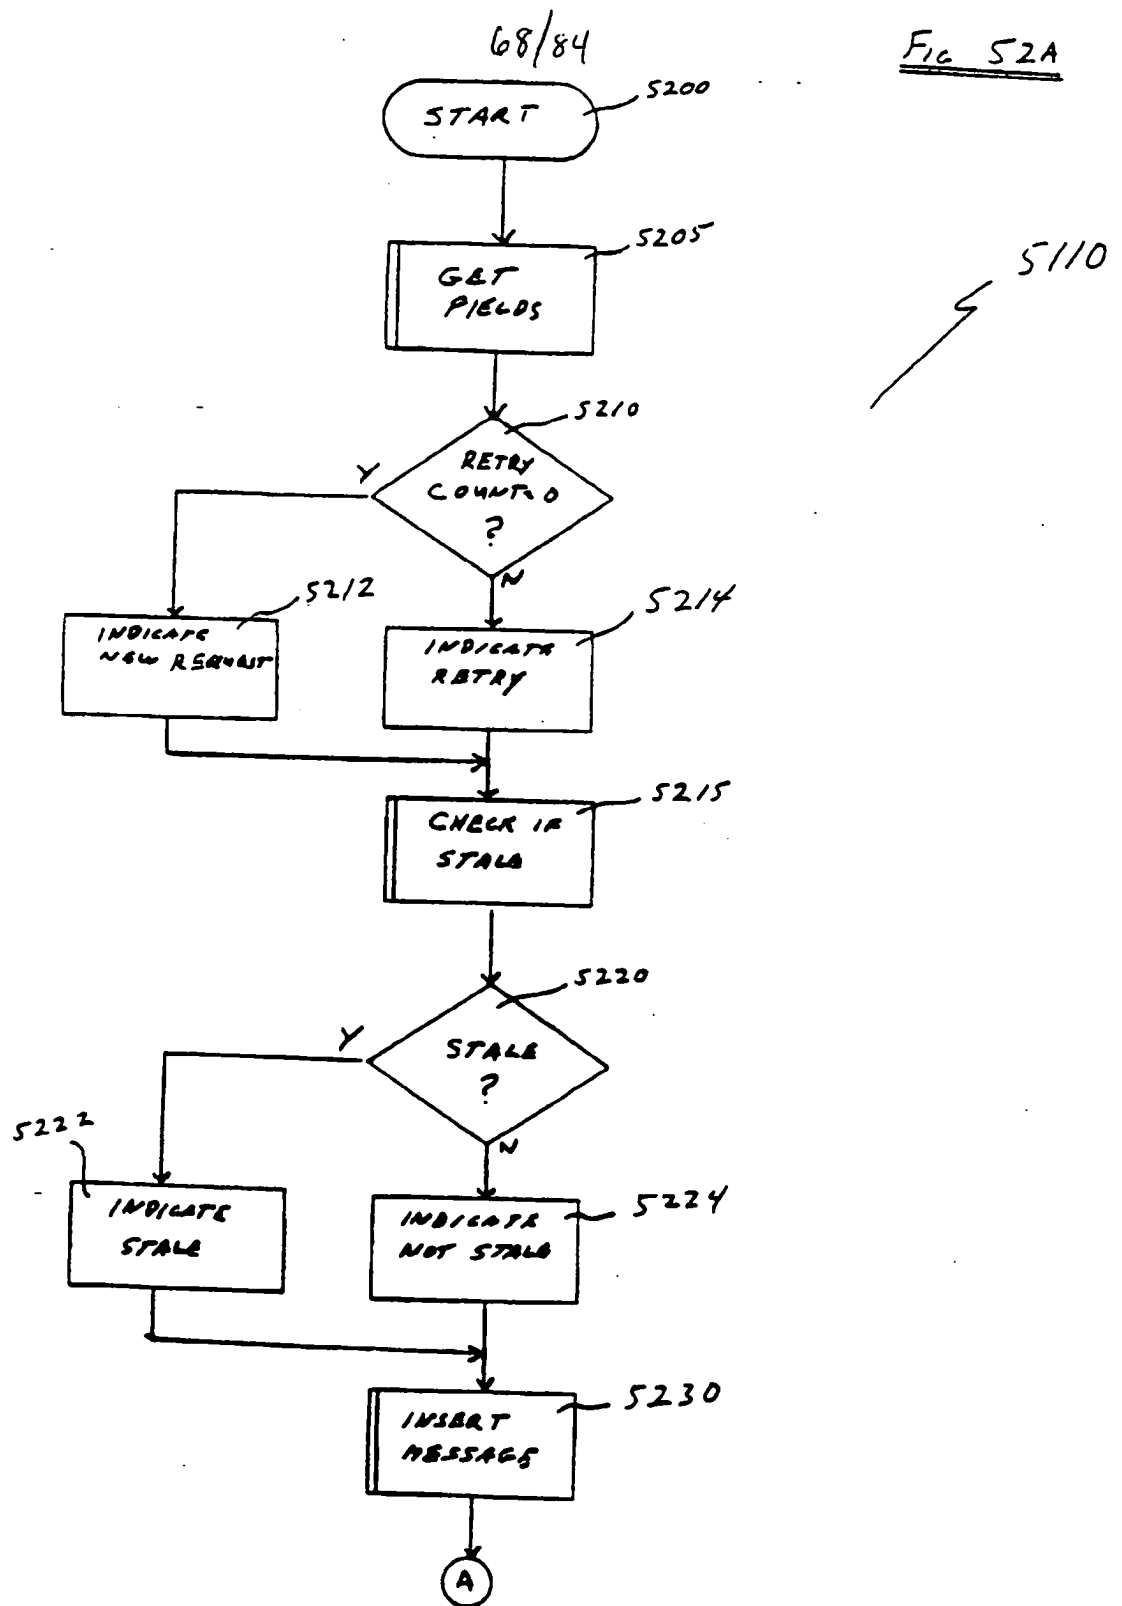 68/84
FIG 52A
START
5200
5205
GET
FIELDS
5110
5210
Y
RETRY
COUNT=0
?
N
5212
5214
INDICATE
NEW REQUEST
INDICATE
RETRY
5215
CHECK IF
STALE
5220
Y
STALE
?
N
5222
5224
INDICATE
STALE
INDICATE
NOT STALE
5230
INSERT
MESSAGE
A